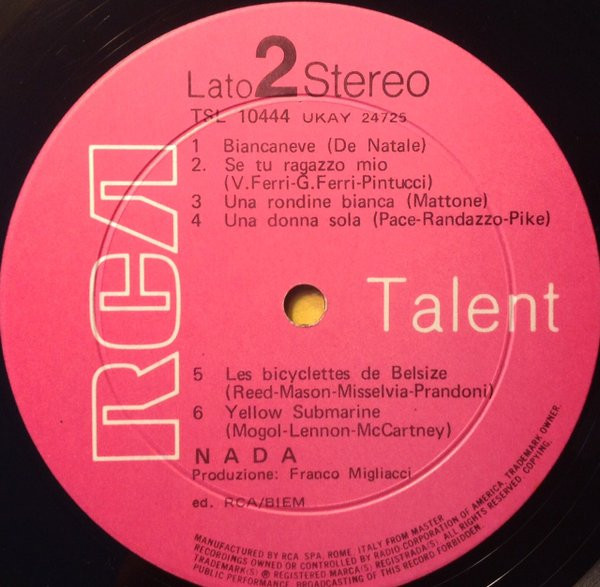 Lato 2 Stereo
TSL 10444 UKAY 24725
1 Biancaneve (De Natale)
2. Se tu ragazzo mio
(V.Ferri-G.Ferri-Pintucci)
3 Una rondine bianca (Mattone)
4 Una donna sola (Pace-Randazzo-Pike)
RCA
Talent
5 Les bicyclettes de Belsize
(Reed-Mason-Misselvia-Prandoni)
6 Yellow Submarine
(Mogol-Lennon-McCartney)
NADA
Produzione: Franco Migliacci
ed. RCA/BIEM
MANUFACTURED BY RCA SPA, ROME, ITALY FROM MASTER
RECORDINGS OWNED OR CONTROLLED BY RADIO-CORPORATION OF AMERICA, TRADEMARK OWNER.
TRADEMARK(S) ® REGISTERED MARCA(S) REGISTRADA(S). ALL RIGHTS RESERVED. COPYING,
PUBLIC PERFORMANCE, BROADCASTING OF THIS RECORD FORBIDDEN